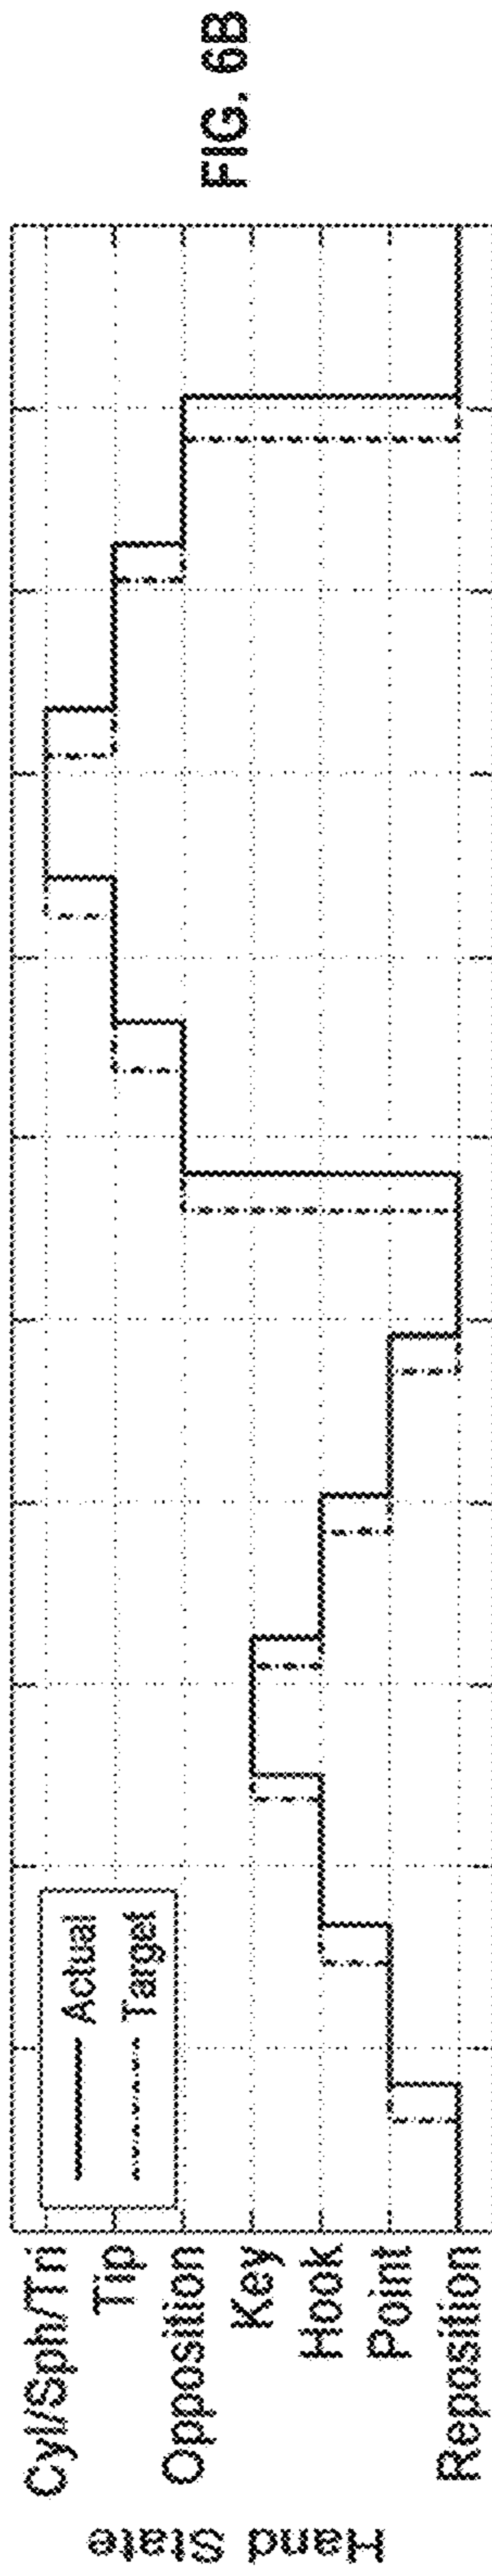 FIG. 6B
Hand State
Cyl/Sph/Tri
Tip
Opposition
Key
Hook
Point
Reposition
Actual
Target